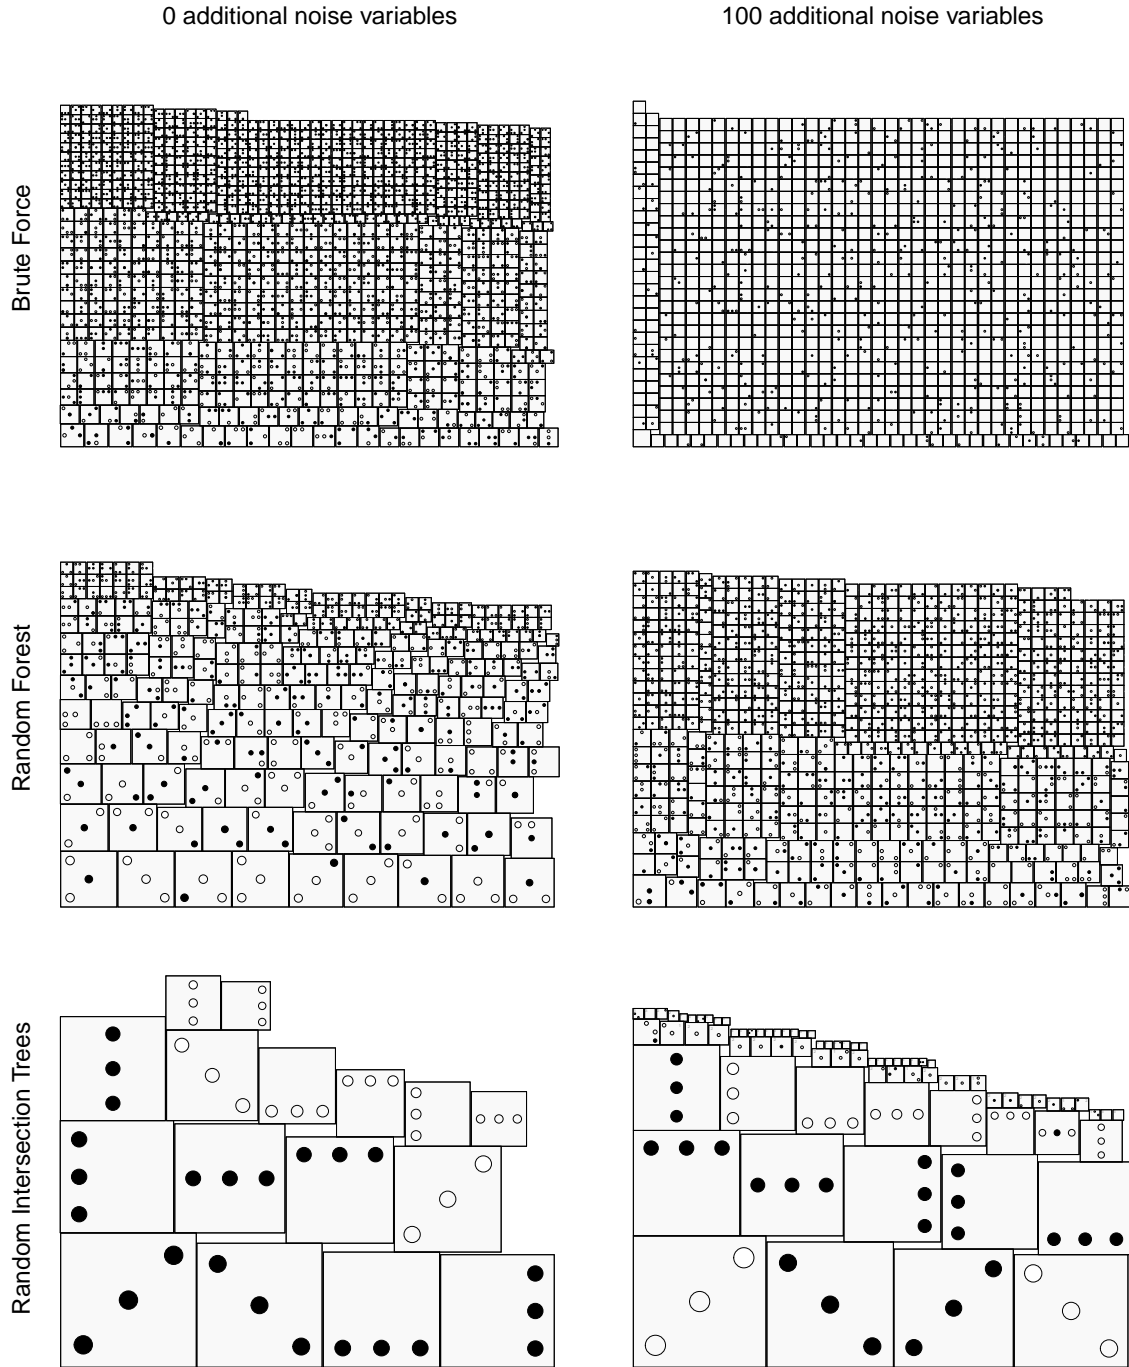 0 additional noise variables
100 additional noise variables
Brute Force
Random Forest
Random Intersection Trees